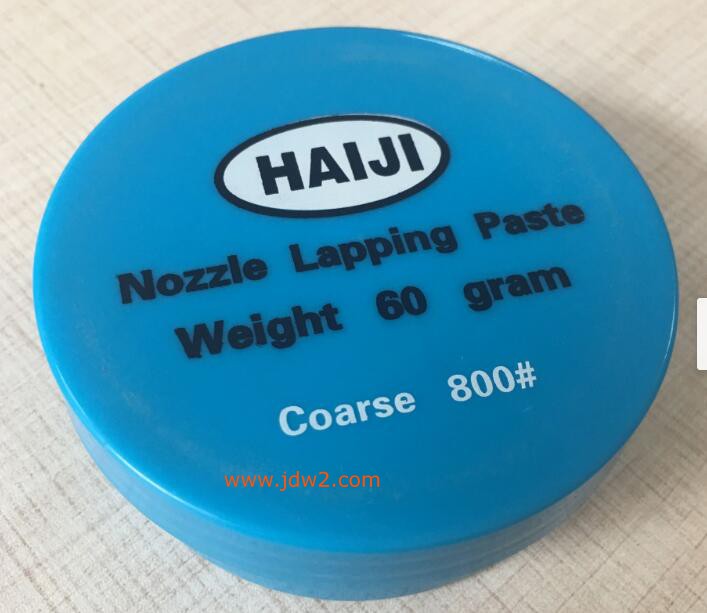 HAIJI
Nozzle Lapping Paste
Weight 60 gram
Coarse 800#
www.jdw2.com